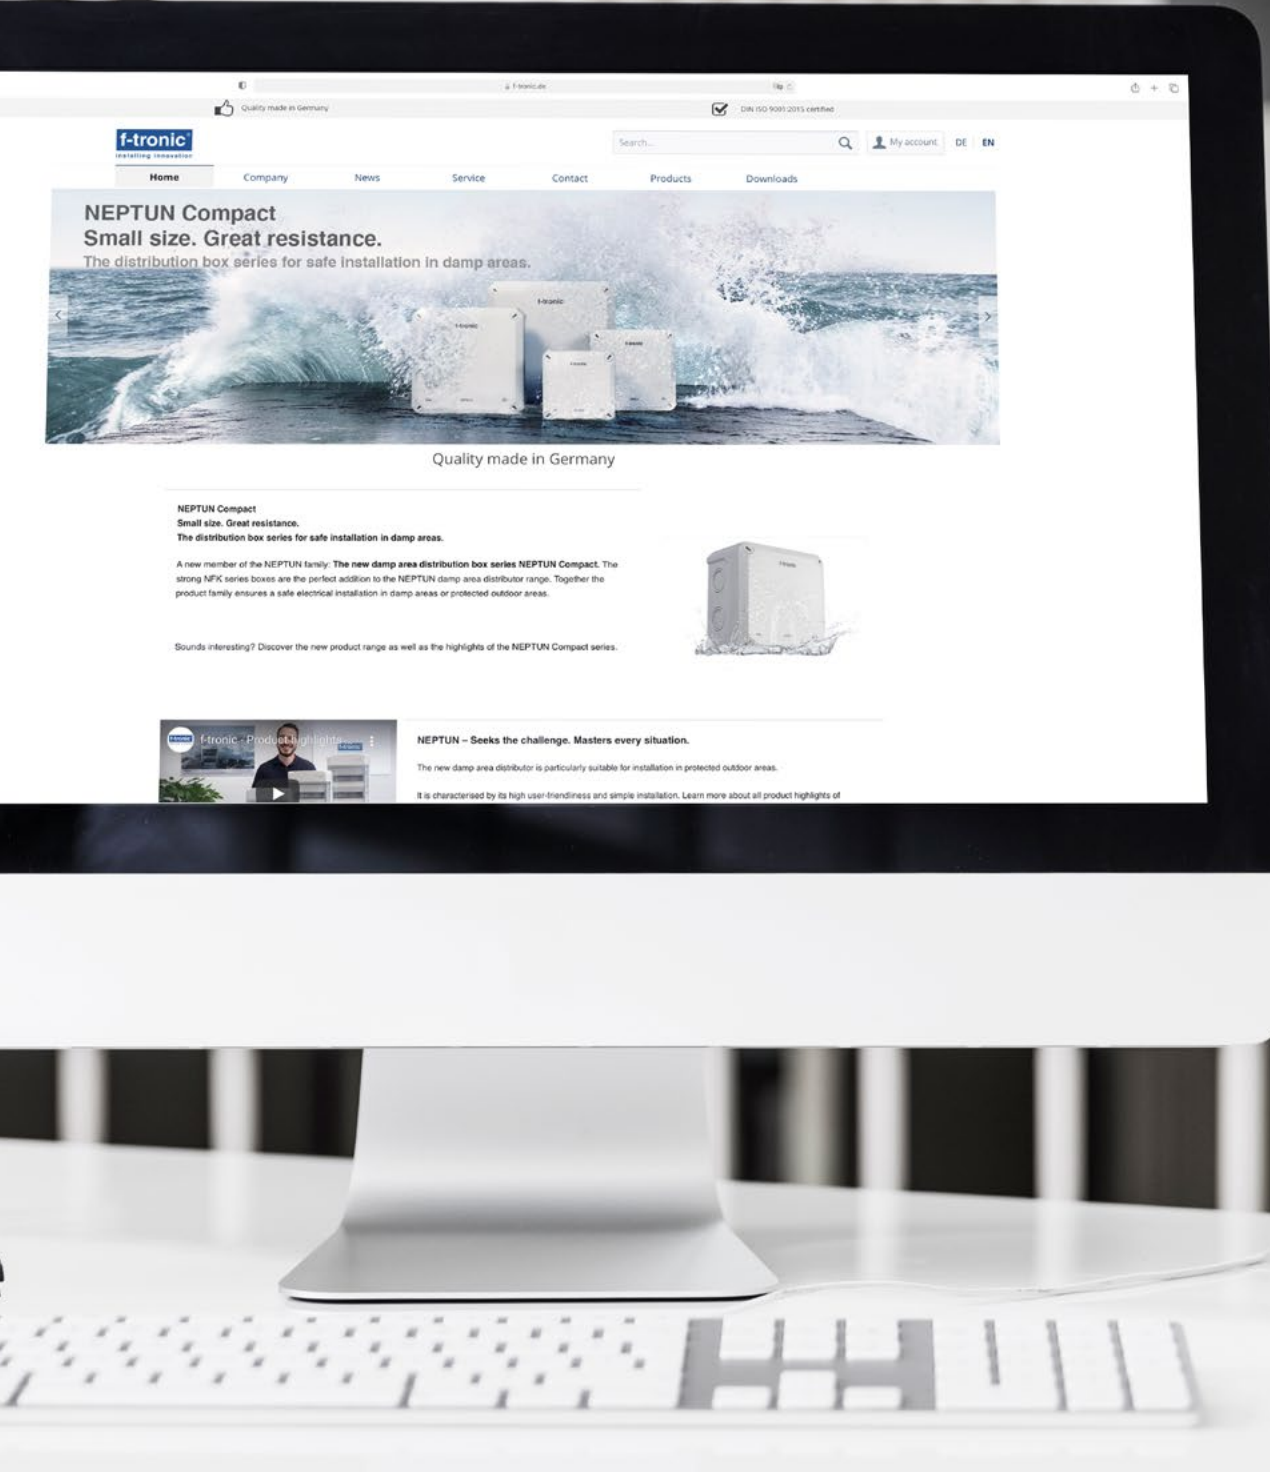 f-tronic.de
Quality made in Germany
DIN ISO 9001:2015 certified
f-tronic®
installing innovation
Search...
My account
DE
EN
Home
Company
News
Service
Contact
Products
Downloads
NEPTUN Compact
Small size. Great resistance.
The distribution box series for safe installation in damp areas.
f-tronic
f-tronic
f-tronic
f-tronic
Quality made in Germany
NEPTUN Compact
Small size. Great resistance.
The distribution box series for safe installation in damp areas.
A new member of the NEPTUN family: The new damp area distribution box series NEPTUN Compact. The
strong NFK series boxes are the perfect addition to the NEPTUN damp area distributor range. Together the
product family ensures a safe electrical installation in damp areas or protected outdoor areas.
f-tronic
Sounds interesting? Discover the new product range as well as the highlights of the NEPTUN Compact series.
f-tronic
f-tronic - Product highlights
f-tronic
NEPTUN – Seeks the challenge. Masters every situation.
The new damp area distributor is particularly suitable for installation in protected outdoor areas.
It is characterised by its high user-friendliness and simple installation. Learn more about all product highlights of